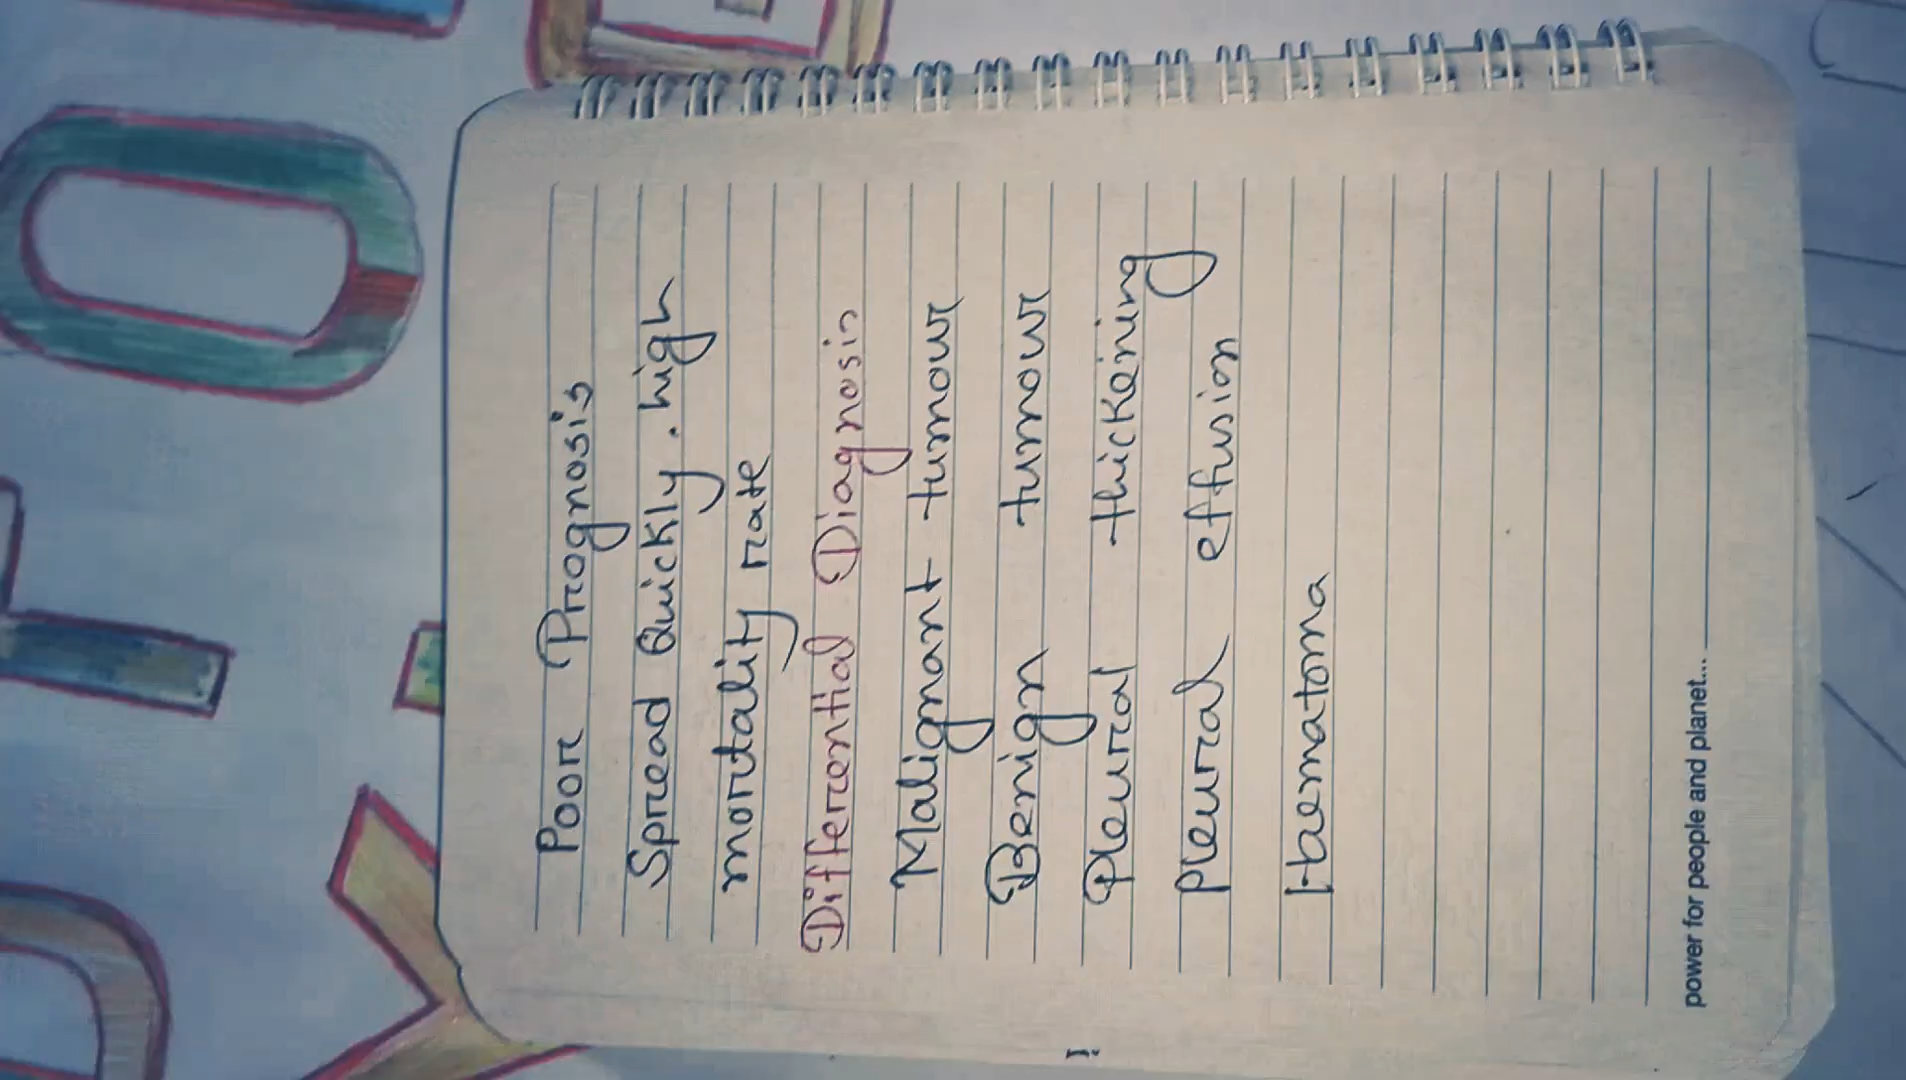 Poor Prognosis
Spread Quickly. high
mortality rate
Differential Diagnosis
Malignant tumour
Benign tumour
Pleural thickening
Pleural effusion
Haematoma
power for people and planet...